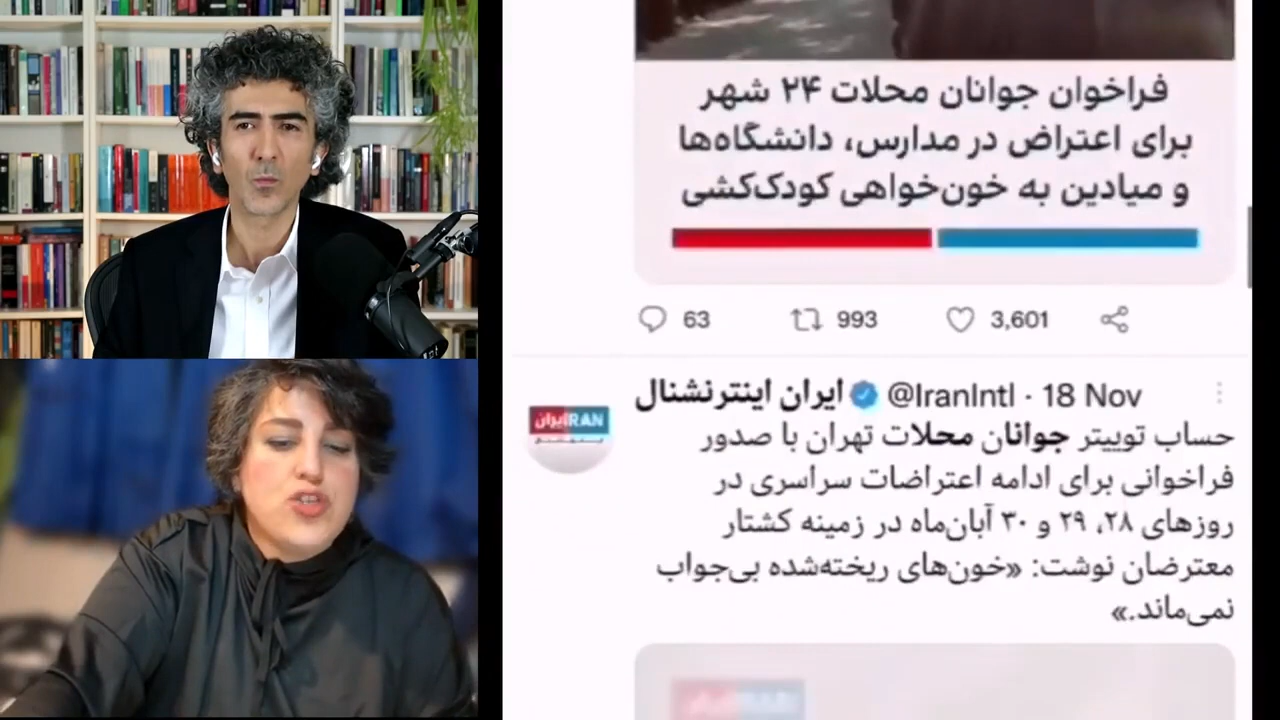 فراخوان جوانان محلات ۲۴ شهر
برای اعتراض در مدارس، دانشگاه‌ها
و میادین به خون‌خواهی کودک‌کشی
63 993 3,601
ایران اینترنشنال @IranIntl · 18 Nov
ایران IRAN
حساب توییتر جوانان محلات تهران با صدور
فراخوانی برای ادامه اعتراضات سراسری در
روزهای ۲۸، ۲۹ و ۳۰ آبان‌ماه در زمینه کشتار
معترضان نوشت: «خون‌های ریخته‌شده بی‌جواب
نمی‌ماند.»